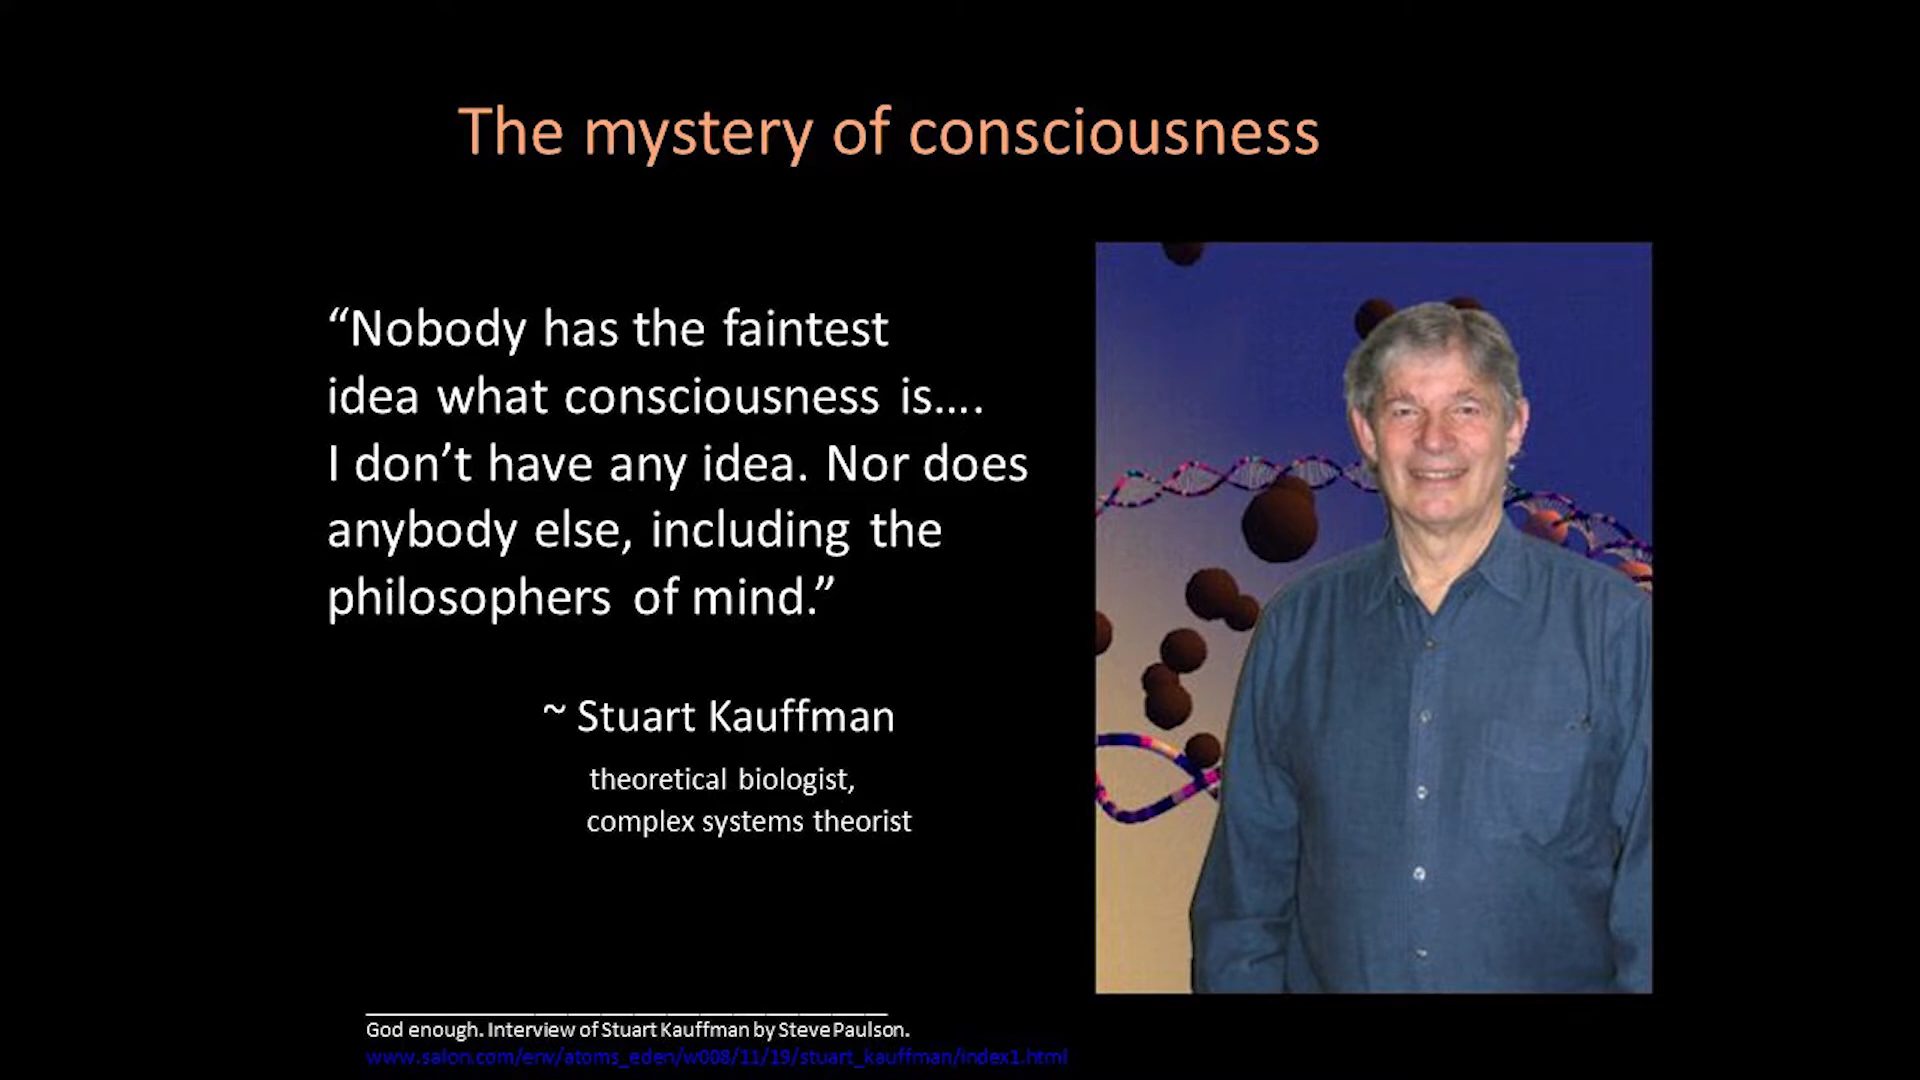 The mystery of consciousness
“Nobody has the faintest
idea what consciousness is....
I don’t have any idea. Nor does
anybody else, including the
philosophers of mind.”
~ Stuart Kauffman
theoretical biologist,
complex systems theorist
God enough. Interview of Stuart Kauffman by Steve Paulson.
www.salon.com/env/atoms_eden/w008/11/19/stuart_kauffman/index1.html